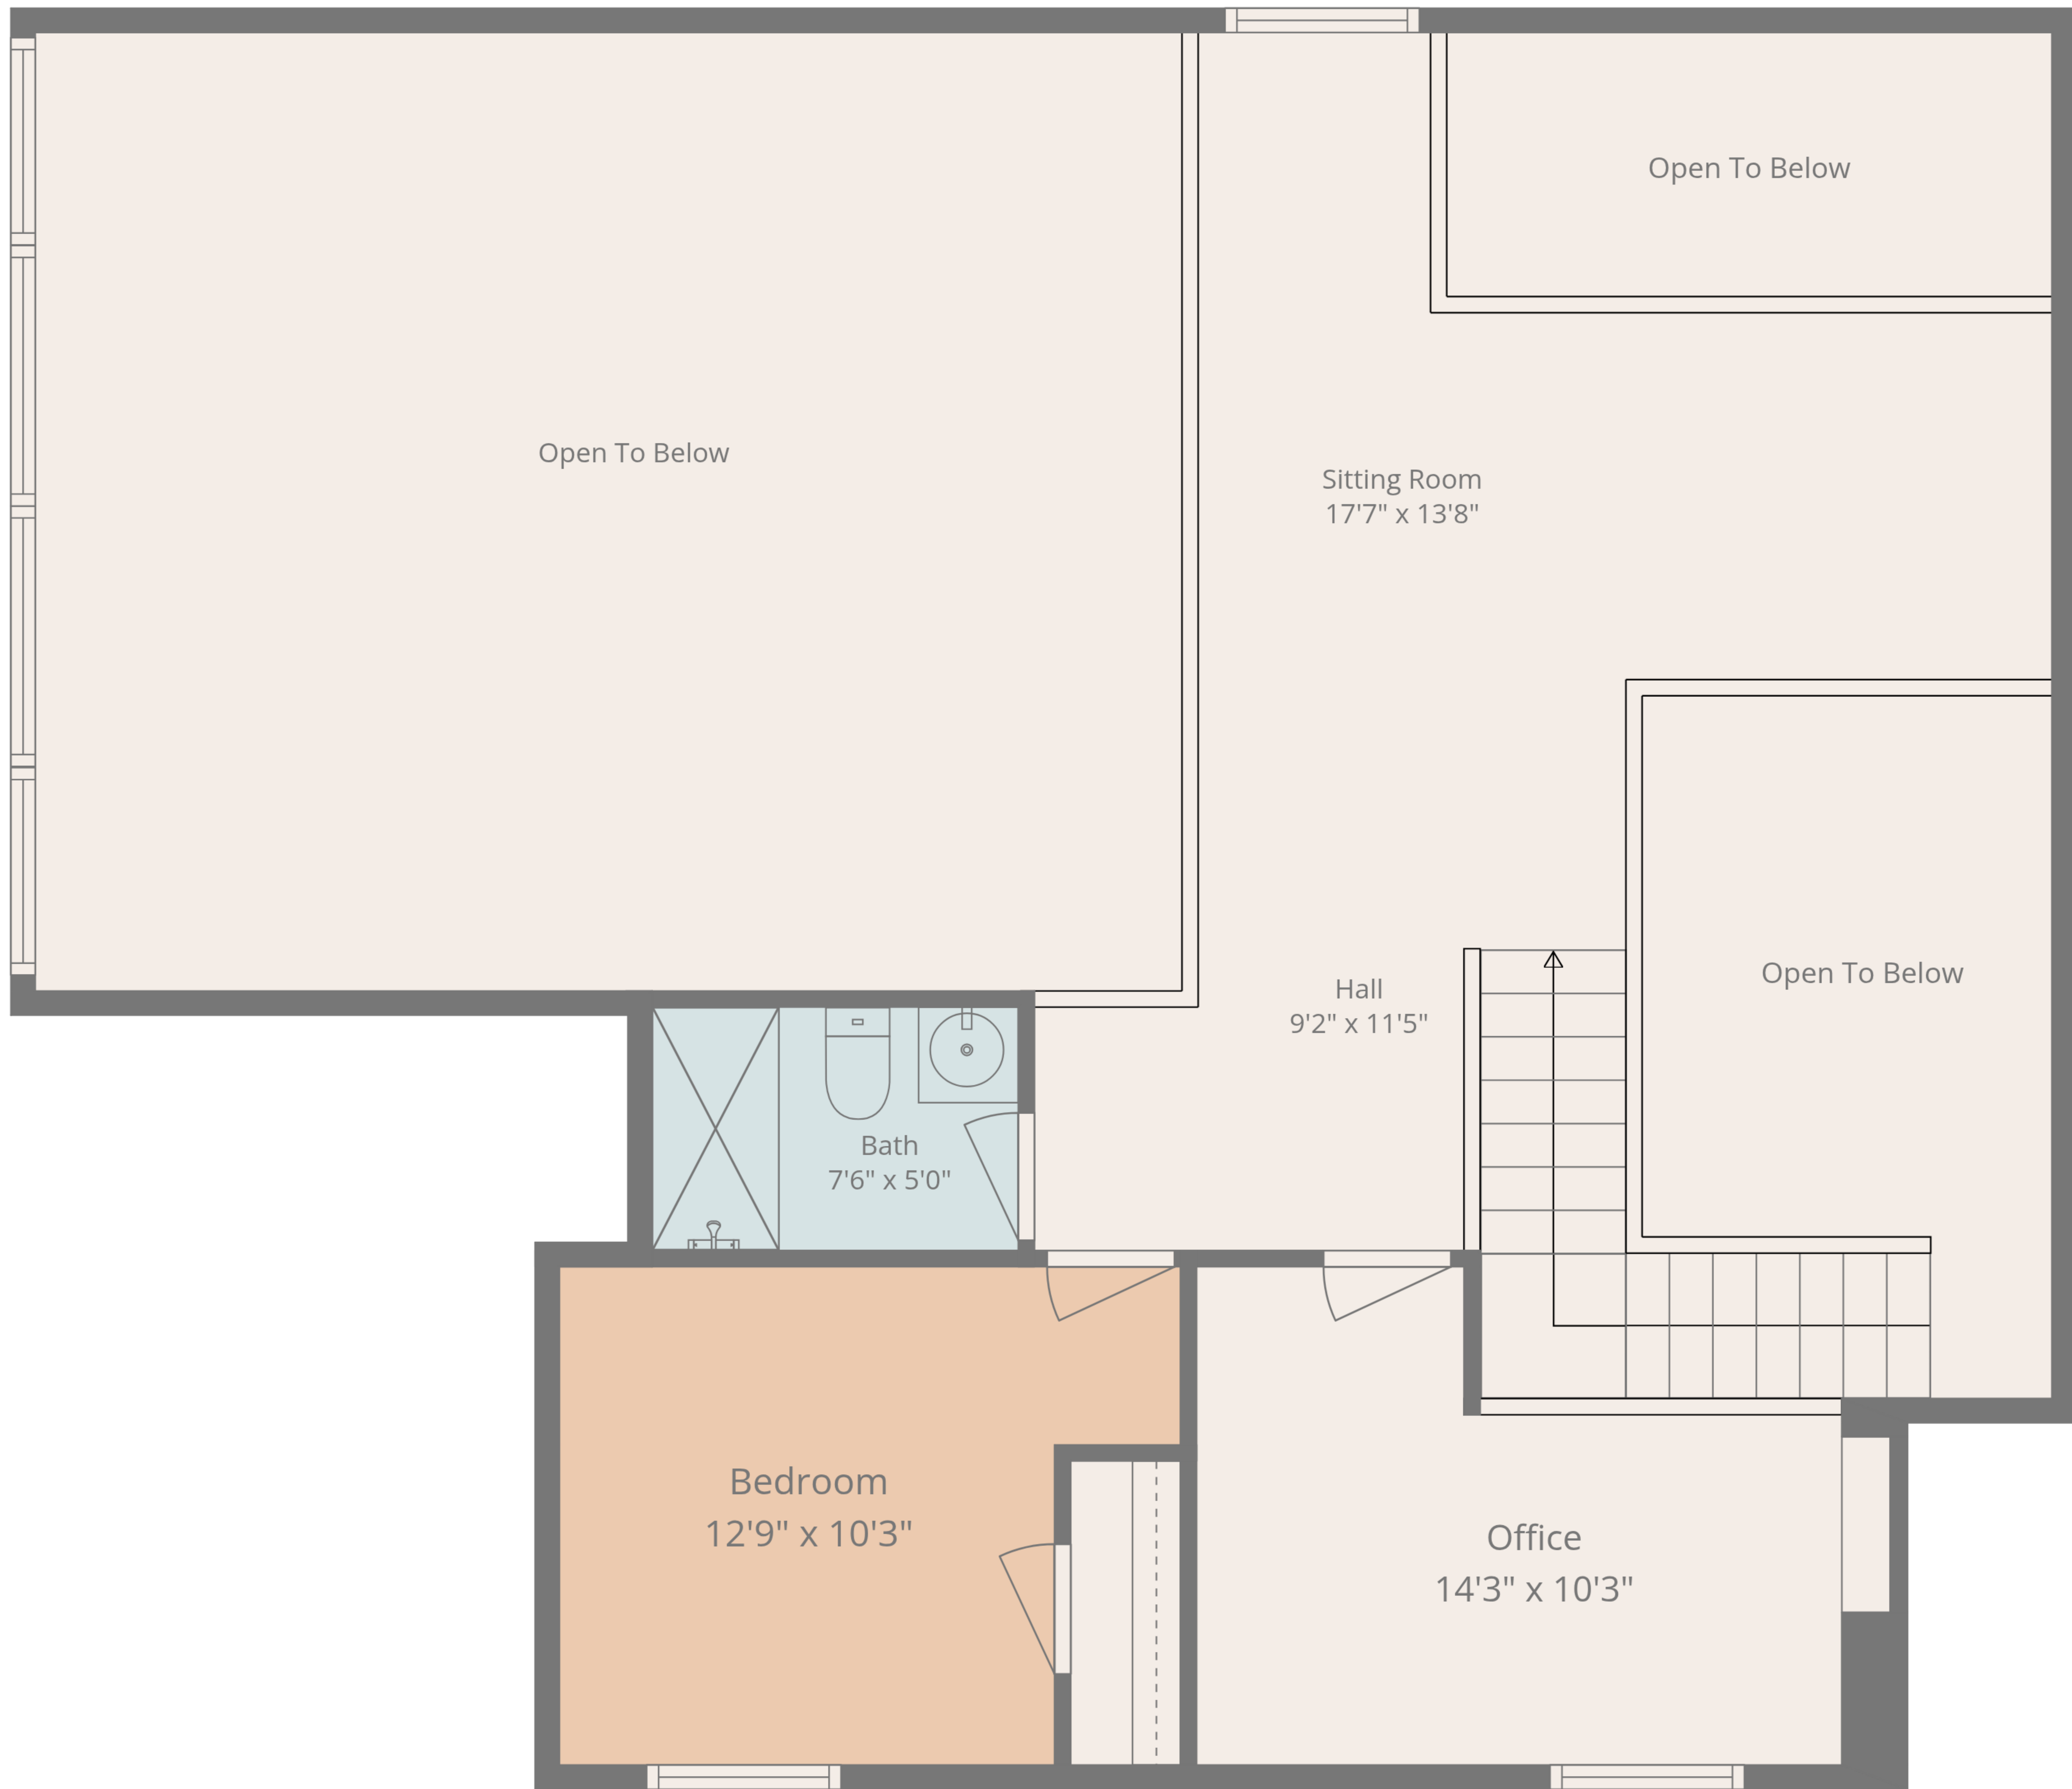 Open To Below
Open To Below
Sitting Room
17'7" x 13'8"
Open To Below
Hall
9'2" x 11'5"
Bath
7'6" x 5'0"
Bedroom
12'9" x 10'3"
Office
14'3" x 10'3"